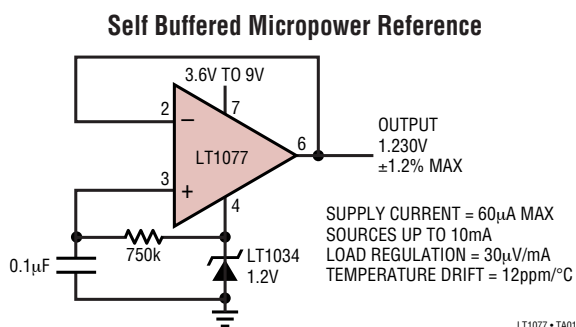 Self Buffered Micropower Reference
3.6V TO 9V
2
7
−
6
LT1077
OUTPUT
1.230V
±1.2% MAX
3
+
4
SUPPLY CURRENT = 60µA MAX
SOURCES UP TO 10mA
LOAD REGULATION = 30µV/mA
TEMPERATURE DRIFT = 12ppm/°C
750k
LT1034
1.2V
0.1µF
LT1077 • TA01